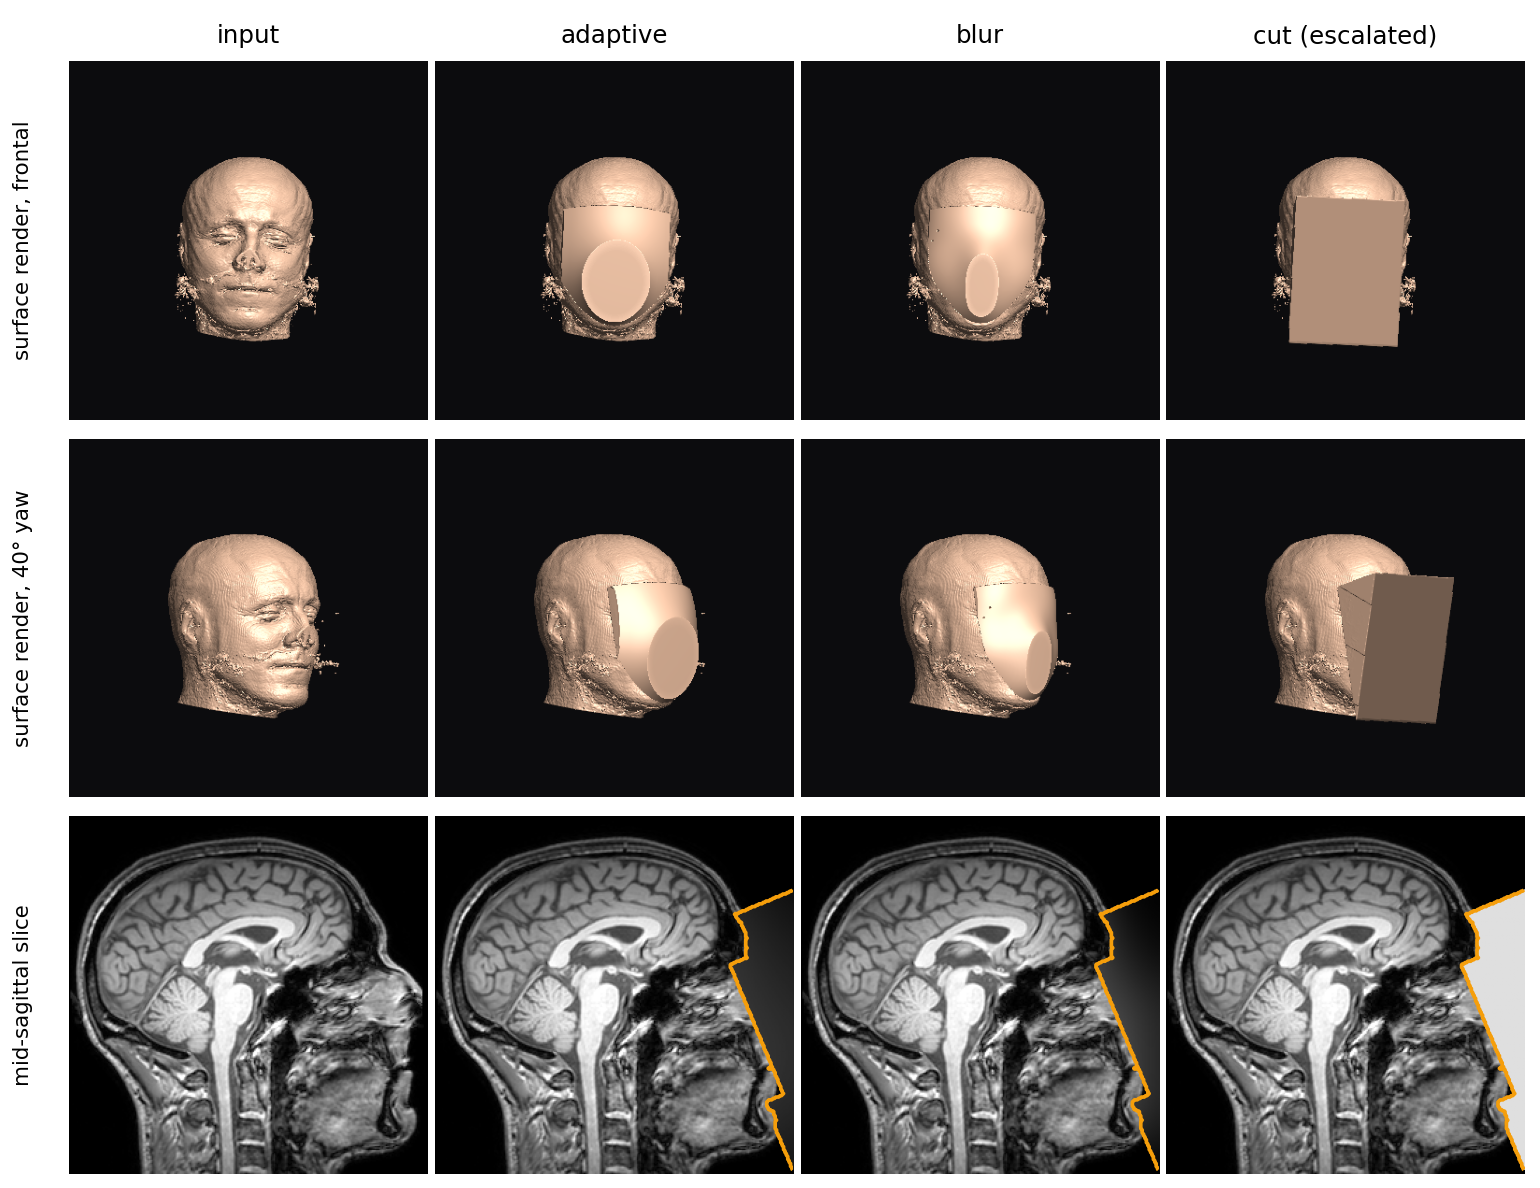 input
adaptive
blur
cut (escalated)
surface render, frontal
surface render, 40° yaw
mid-sagittal slice